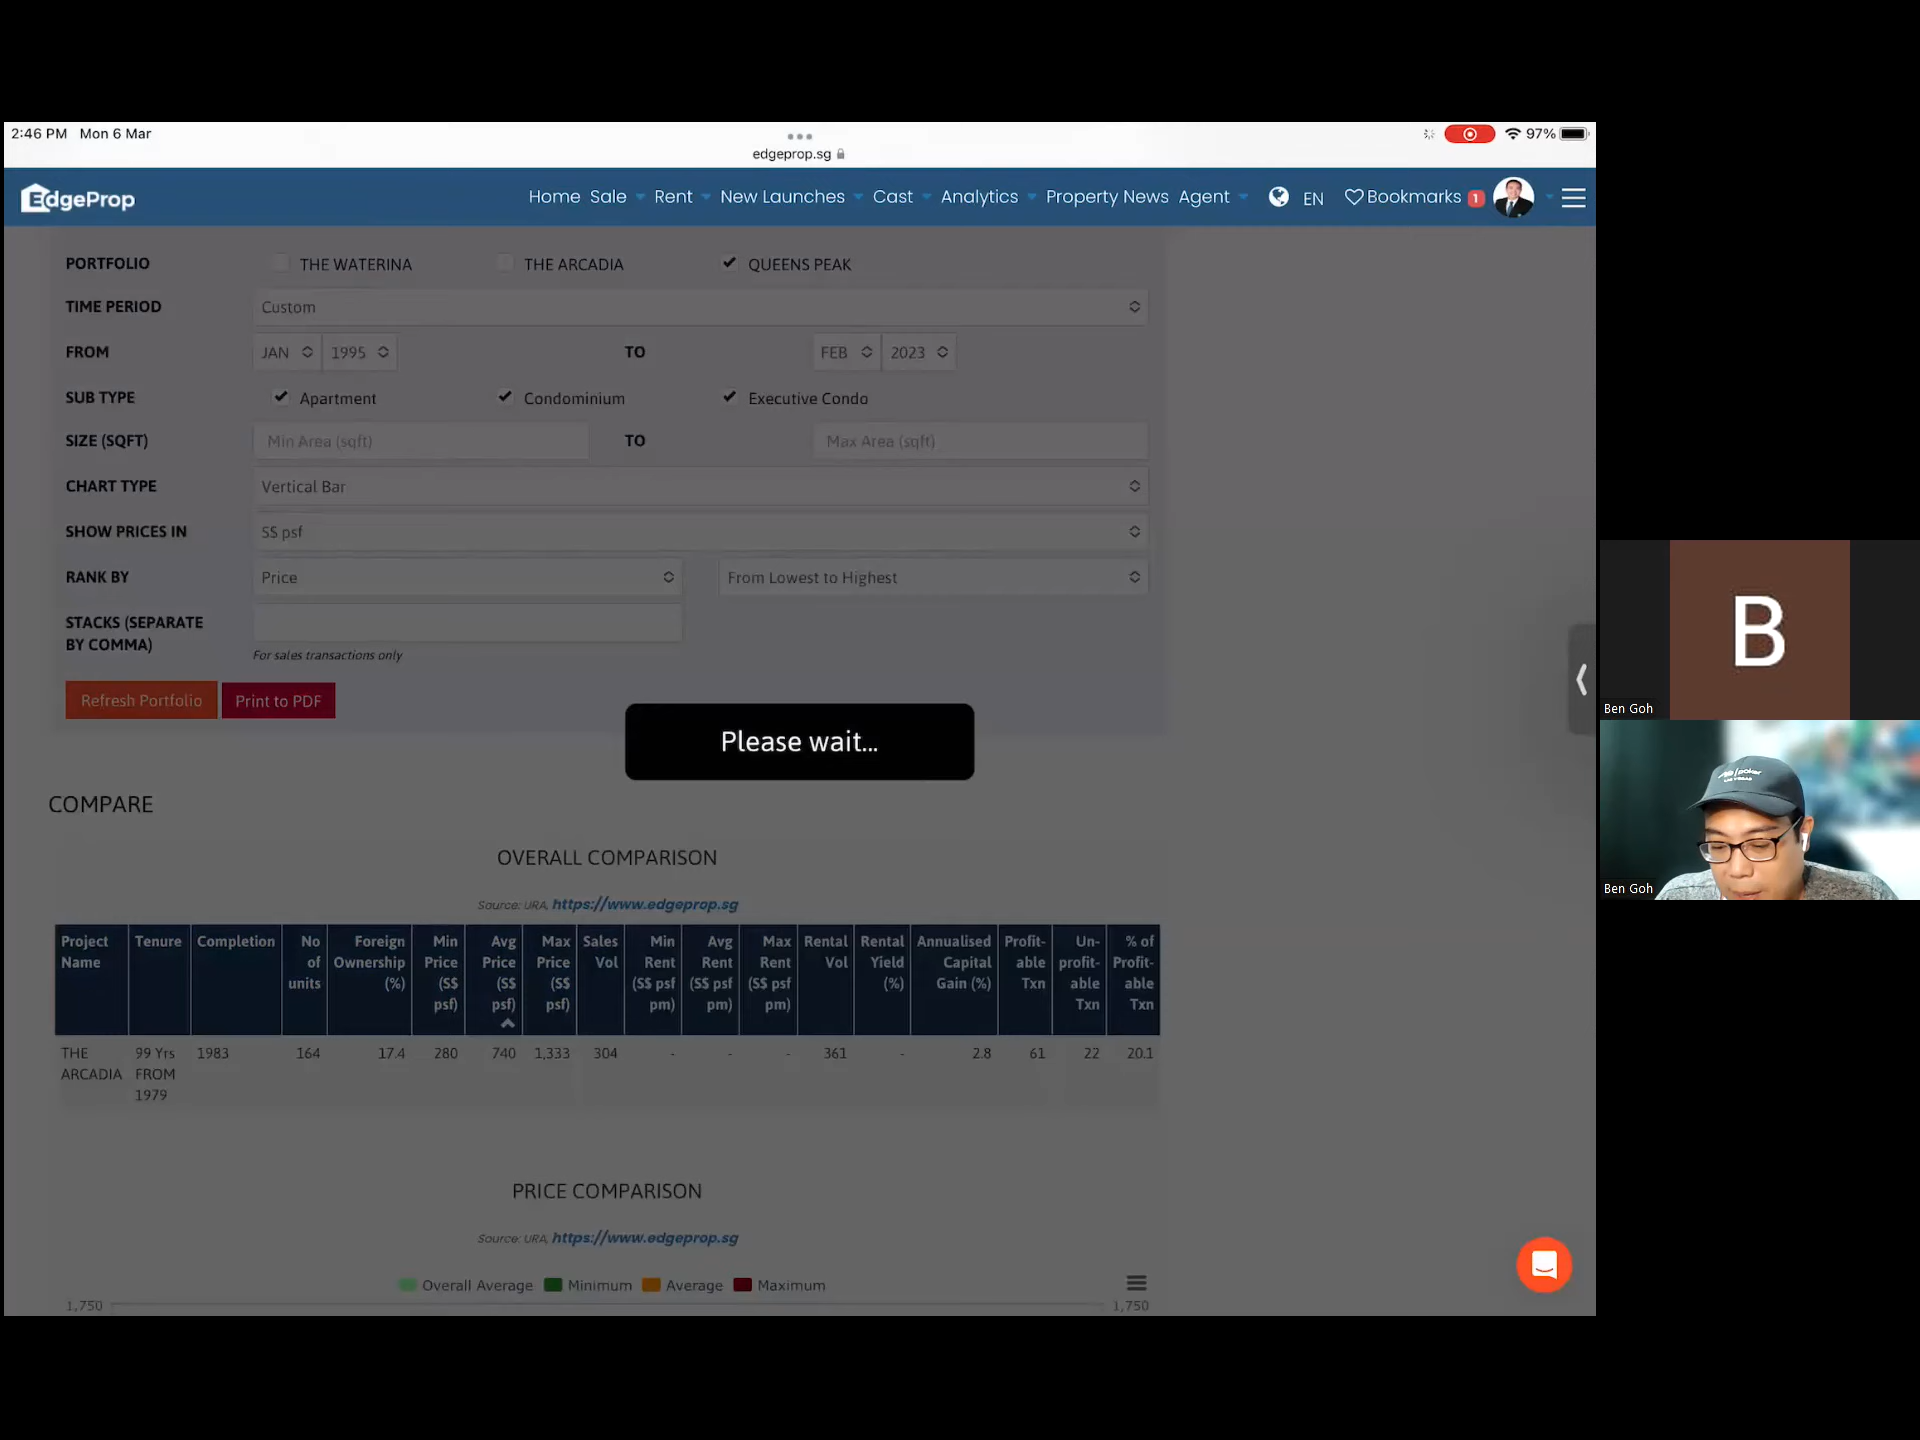 2:46 PM Mon 6 Mar
97%
edgeprop.sg
EdgeProp
Home Sale Rent New Launches Cast Analytics Property News Agent EN Bookmarks 1
PORTFOLIO THE WATERINA THE ARCADIA QUEENS PEAK
TIME PERIOD Custom
FROM JAN 1995 TO FEB 2023
SUB TYPE Apartment Condominium Executive Condo
SIZE (SQFT) Min Area (sqft) TO Max Area (sqft)
CHART TYPE Vertical Bar
SHOW PRICES IN S$ psf
RANK BY Price From Lowest to Highest
STACKS (SEPARATE
BY COMMA)
For sales transactions only
Refresh Portfolio Print to PDF
Please wait...
COMPARE
OVERALL COMPARISON
Source: URA, https://www.edgeprop.sg
Project Tenure Completion No Foreign Min Avg Max Sales Min Avg Max Rental Rental Annualised Profit- Un- % of
Name of Ownership Price Price Price Vol Rent Rent Rent Vol Yield Capital able profit- Profit-
units (%) (S$ (S$ (S$ (S$ psf (S$ psf (S$ psf (%) Gain (%) Txn able able
psf) psf) psf) pm) pm) pm) Txn Txn
THE 99 Yrs 1983 164 17.4 280 740 1,333 304 - - - 361 - 2.8 61 22 20.1
ARCADIA FROM
1979
PRICE COMPARISON
Source: URA, https://www.edgeprop.sg
Overall Average Minimum Average Maximum
1,750 1,750
B
Ben Goh
Ben Goh